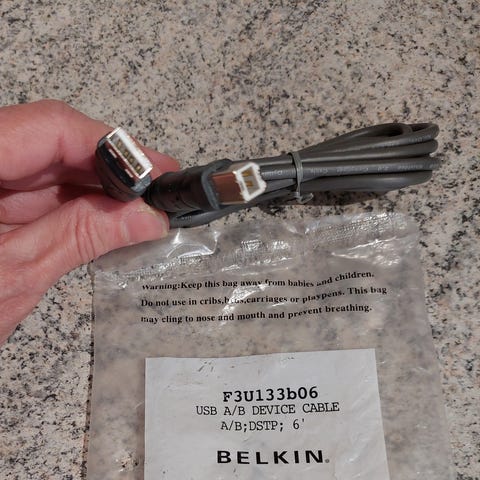 Warning:Keep this bag away from babies and children.
Do not use in cribs,beds,carriages or playpens. This bag
may cling to nose and mouth and prevent breathing.
F3U133b06
USB A/B DEVICE CABLE
A/B;DSTP; 6'
BELKIN®